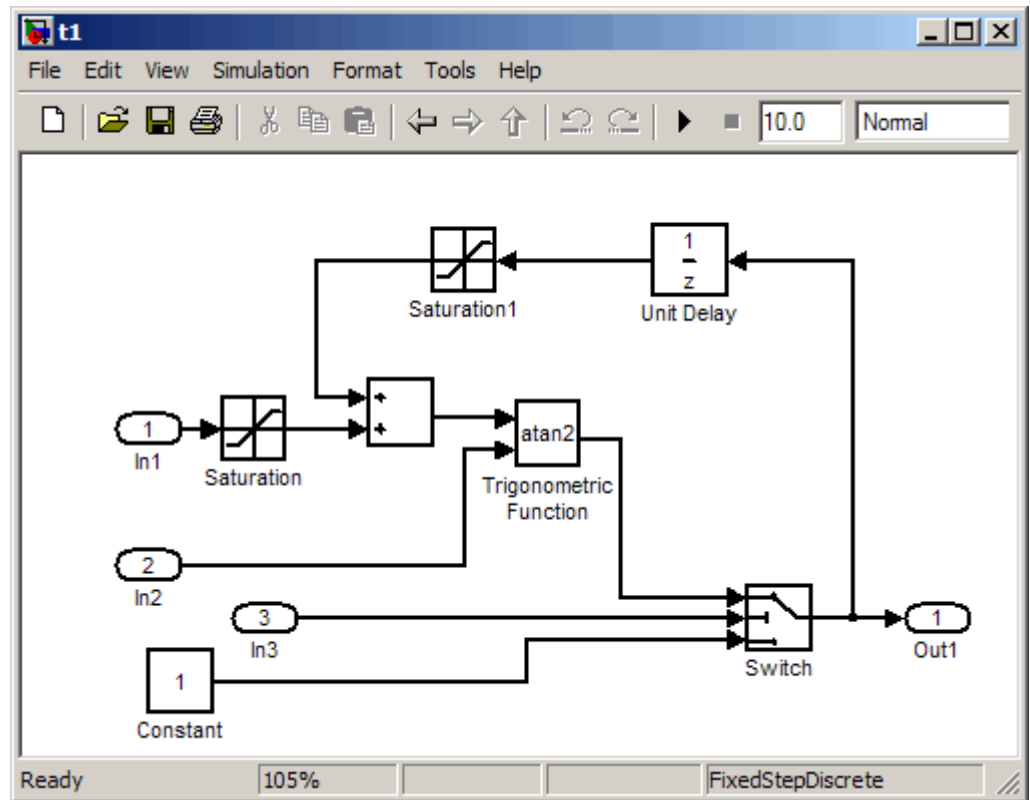 t1
File Edit View Simulation Format Tools Help
10.0 Normal
1
z
Saturation1
Unit Delay
+
+
1
In1
Saturation
atan2
Trigonometric
Function
2
In2
3
In3
1
Out1
Switch
1
Constant
Ready 105% FixedStepDiscrete